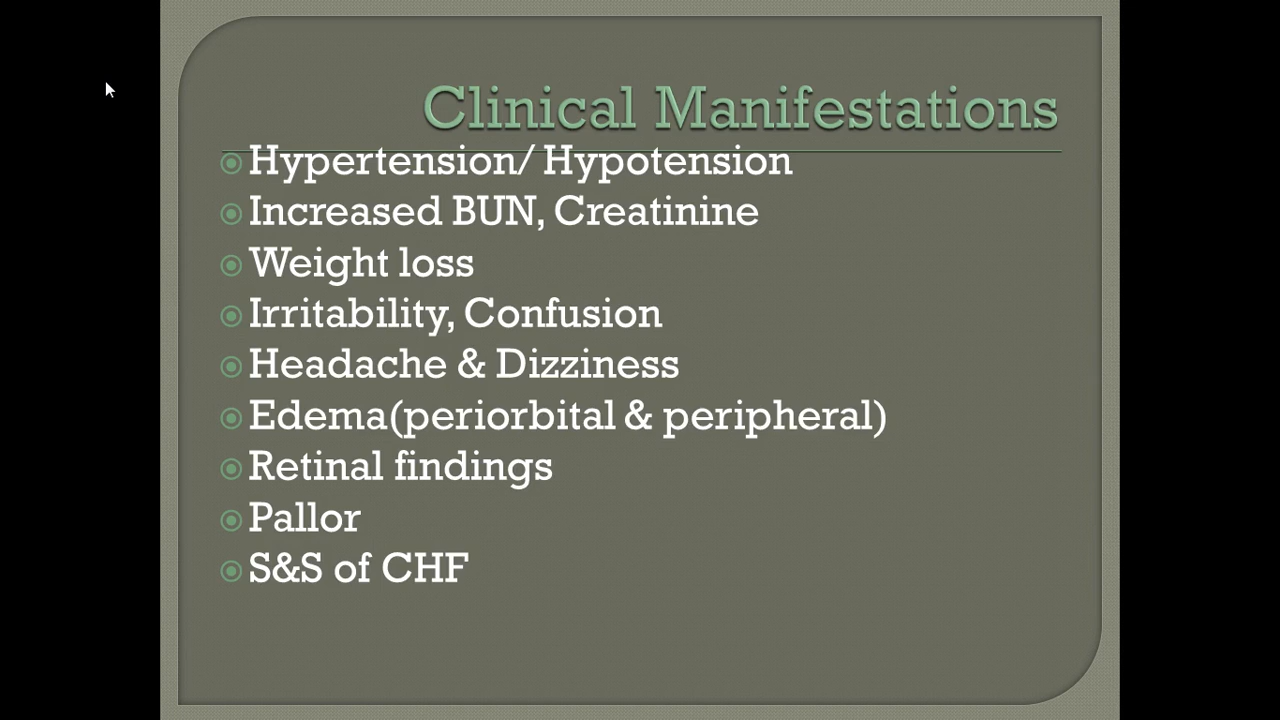 Clinical Manifestations
Hypertension/ Hypotension
Increased BUN, Creatinine
Weight loss
Irritability, Confusion
Headache & Dizziness
Edema(periorbital & peripheral)
Retinal findings
Pallor
S&S of CHF